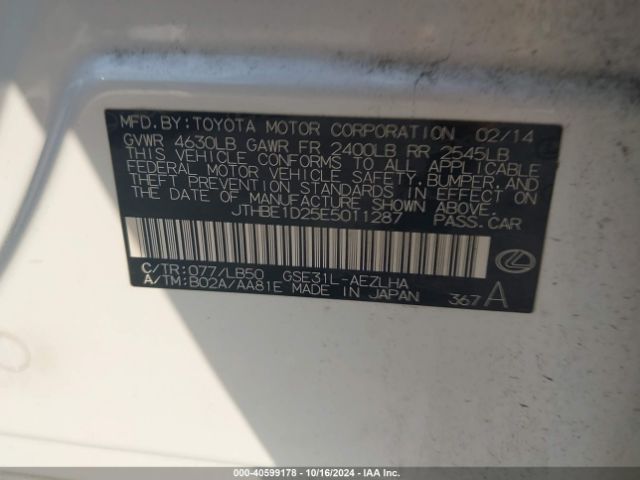 MFD.BY:TOYOTA MOTOR CORPORATION 02/14
GVWR 4630LB GAWR FR 2400LB RR 2545LB
THIS VEHICLE CONFORMS TO ALL APPLICABLE
FEDERAL MOTOR VEHICLE SAFETY,BUMPER,AND
THEFT PREVENTION STANDARDS IN EFFECT ON
THE DATE OF MANUFACTURE SHOWN ABOVE.
JTHBE1D25E5011287 PASS.CAR
C/TR:077/LB50 GSE31L-AEZLHA
A/TM:B02A/AA81E MADE IN JAPAN 367 A
000-40599178 - 10/16/2024 - IAA Inc.